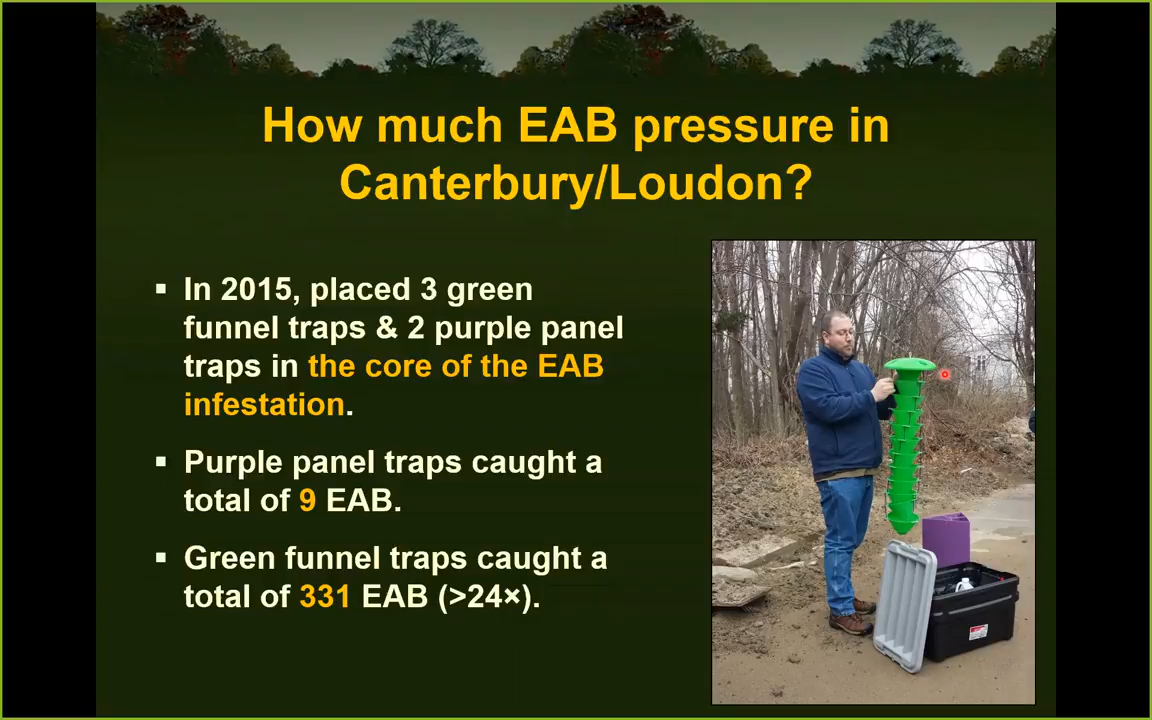 How much EAB pressure in
Canterbury/Loudon?
▪ In 2015, placed 3 green
funnel traps & 2 purple panel
traps in the core of the EAB
infestation.
▪ Purple panel traps caught a
total of 9 EAB.
▪ Green funnel traps caught a
total of 331 EAB (>24×).